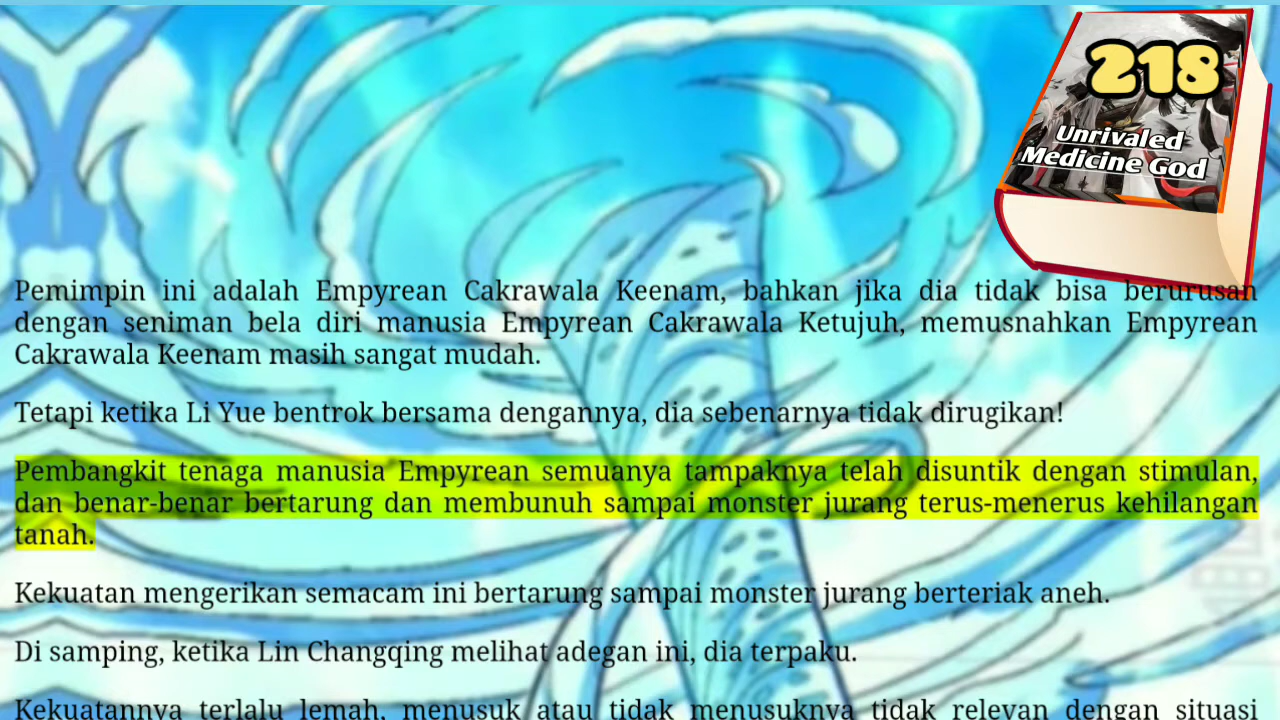 218
Unrivaled
Medicine God
Pemimpin ini adalah Empyrean Cakrawala Keenam, bahkan jika dia tidak bisa berurusan
dengan seniman bela diri manusia Empyrean Cakrawala Ketujuh, memusnahkan Empyrean
Cakrawala Keenam masih sangat mudah.
Tetapi ketika Li Yue bentrok bersama dengannya, dia sebenarnya tidak dirugikan!
Pembangkit tenaga manusia Empyrean semuanya tampaknya telah disuntik dengan stimulan,
dan benar-benar bertarung dan membunuh sampai monster jurang terus-menerus kehilangan
tanah.
Kekuatan mengerikan semacam ini bertarung sampai monster jurang berteriak aneh.
Di samping, ketika Lin Changqing melihat adegan ini, dia terpaku.
Kekuatannya terlalu lemah, menusuk atau tidak menusuknya tidak relevan dengan situasi